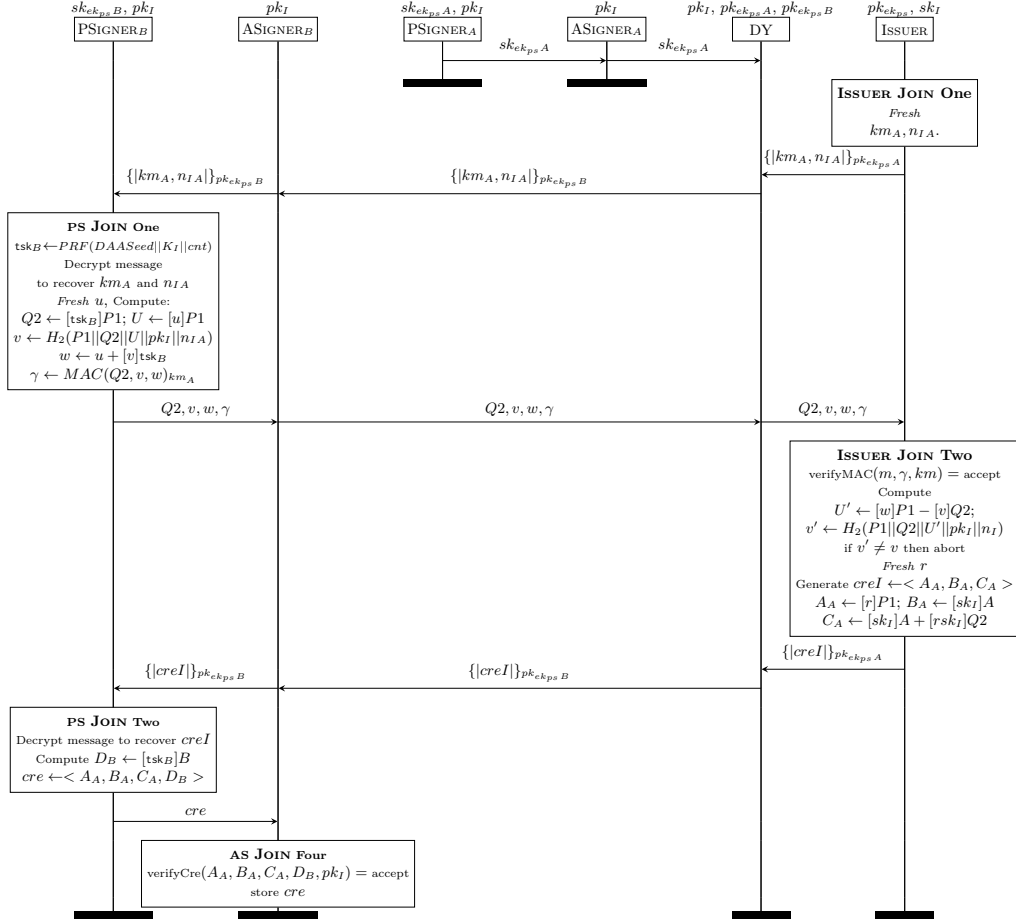 sk_{ek_{ps}B}, pk_I
pk_I
sk_{ek_{ps}A}, pk_I
pk_I
pk_I, pk_{ek_{ps}A}, pk_{ek_{ps}B}
pk_{ek_{ps}}, sk_I
PSigner_B
ASigner_B
PSigner_A
ASigner_A
DY
Issuer
sk_{ek_{ps}A}
sk_{ek_{ps}A}
Issuer Join One
Fresh
km_A, n_{IA}.
{|km_A, n_{IA}|}_{pk_{ek_{ps}A}}
{|km_A, n_{IA}|}_{pk_{ek_{ps}B}}
{|km_A, n_{IA}|}_{pk_{ek_{ps}B}}
PS Join One
tsk_B←PRF(DAASeed||K_I||cnt)
Decrypt message
to recover km_A and n_{IA}
Fresh u, Compute:
Q2 ← [tsk_B]P1; U ← [u]P1
v ← H_2(P1||Q2||U||pk_I||n_{IA})
w ← u + [v]tsk_B
γ ← MAC(Q2, v, w)_{km_A}
Q2, v, w, γ
Q2, v, w, γ
Q2, v, w, γ
Issuer Join Two
verifyMAC(m, γ, km) = accept
Compute
U′ ← [w]P1 − [v]Q2;
v′ ← H_2(P1||Q2||U′||pk_I||n_I)
if v′ ≠ v then abort
Fresh r
Generate creI ←< A_A, B_A, C_A >
A_A ← [r]P1; B_A ← [sk_I]A
C_A ← [sk_I]A + [rsk_I]Q2
{|creI|}_{pk_{ek_{ps}A}}
{|creI|}_{pk_{ek_{ps}B}}
{|creI|}_{pk_{ek_{ps}B}}
PS Join Two
Decrypt message to recover creI
Compute D_B ← [tsk_B]B
cre ←< A_A, B_A, C_A, D_B >
cre
AS Join Four
verifyCre(A_A, B_A, C_A, D_B, pk_I) = accept
store cre